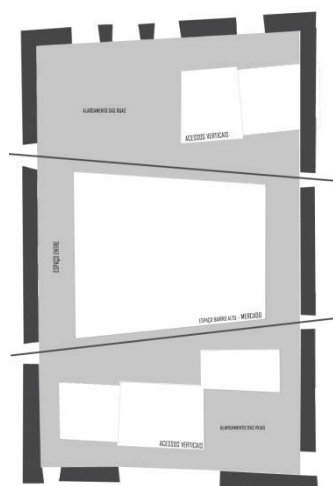 ALARGAMENTO DAS RUAS
ACESSOS VERTICAIS
ESPAÇO ENTRE
ESPAÇO BAIRRO ALTO - MERCADO
ALARGAMENTO DAS RUAS
ACESSOS VERTICAIS